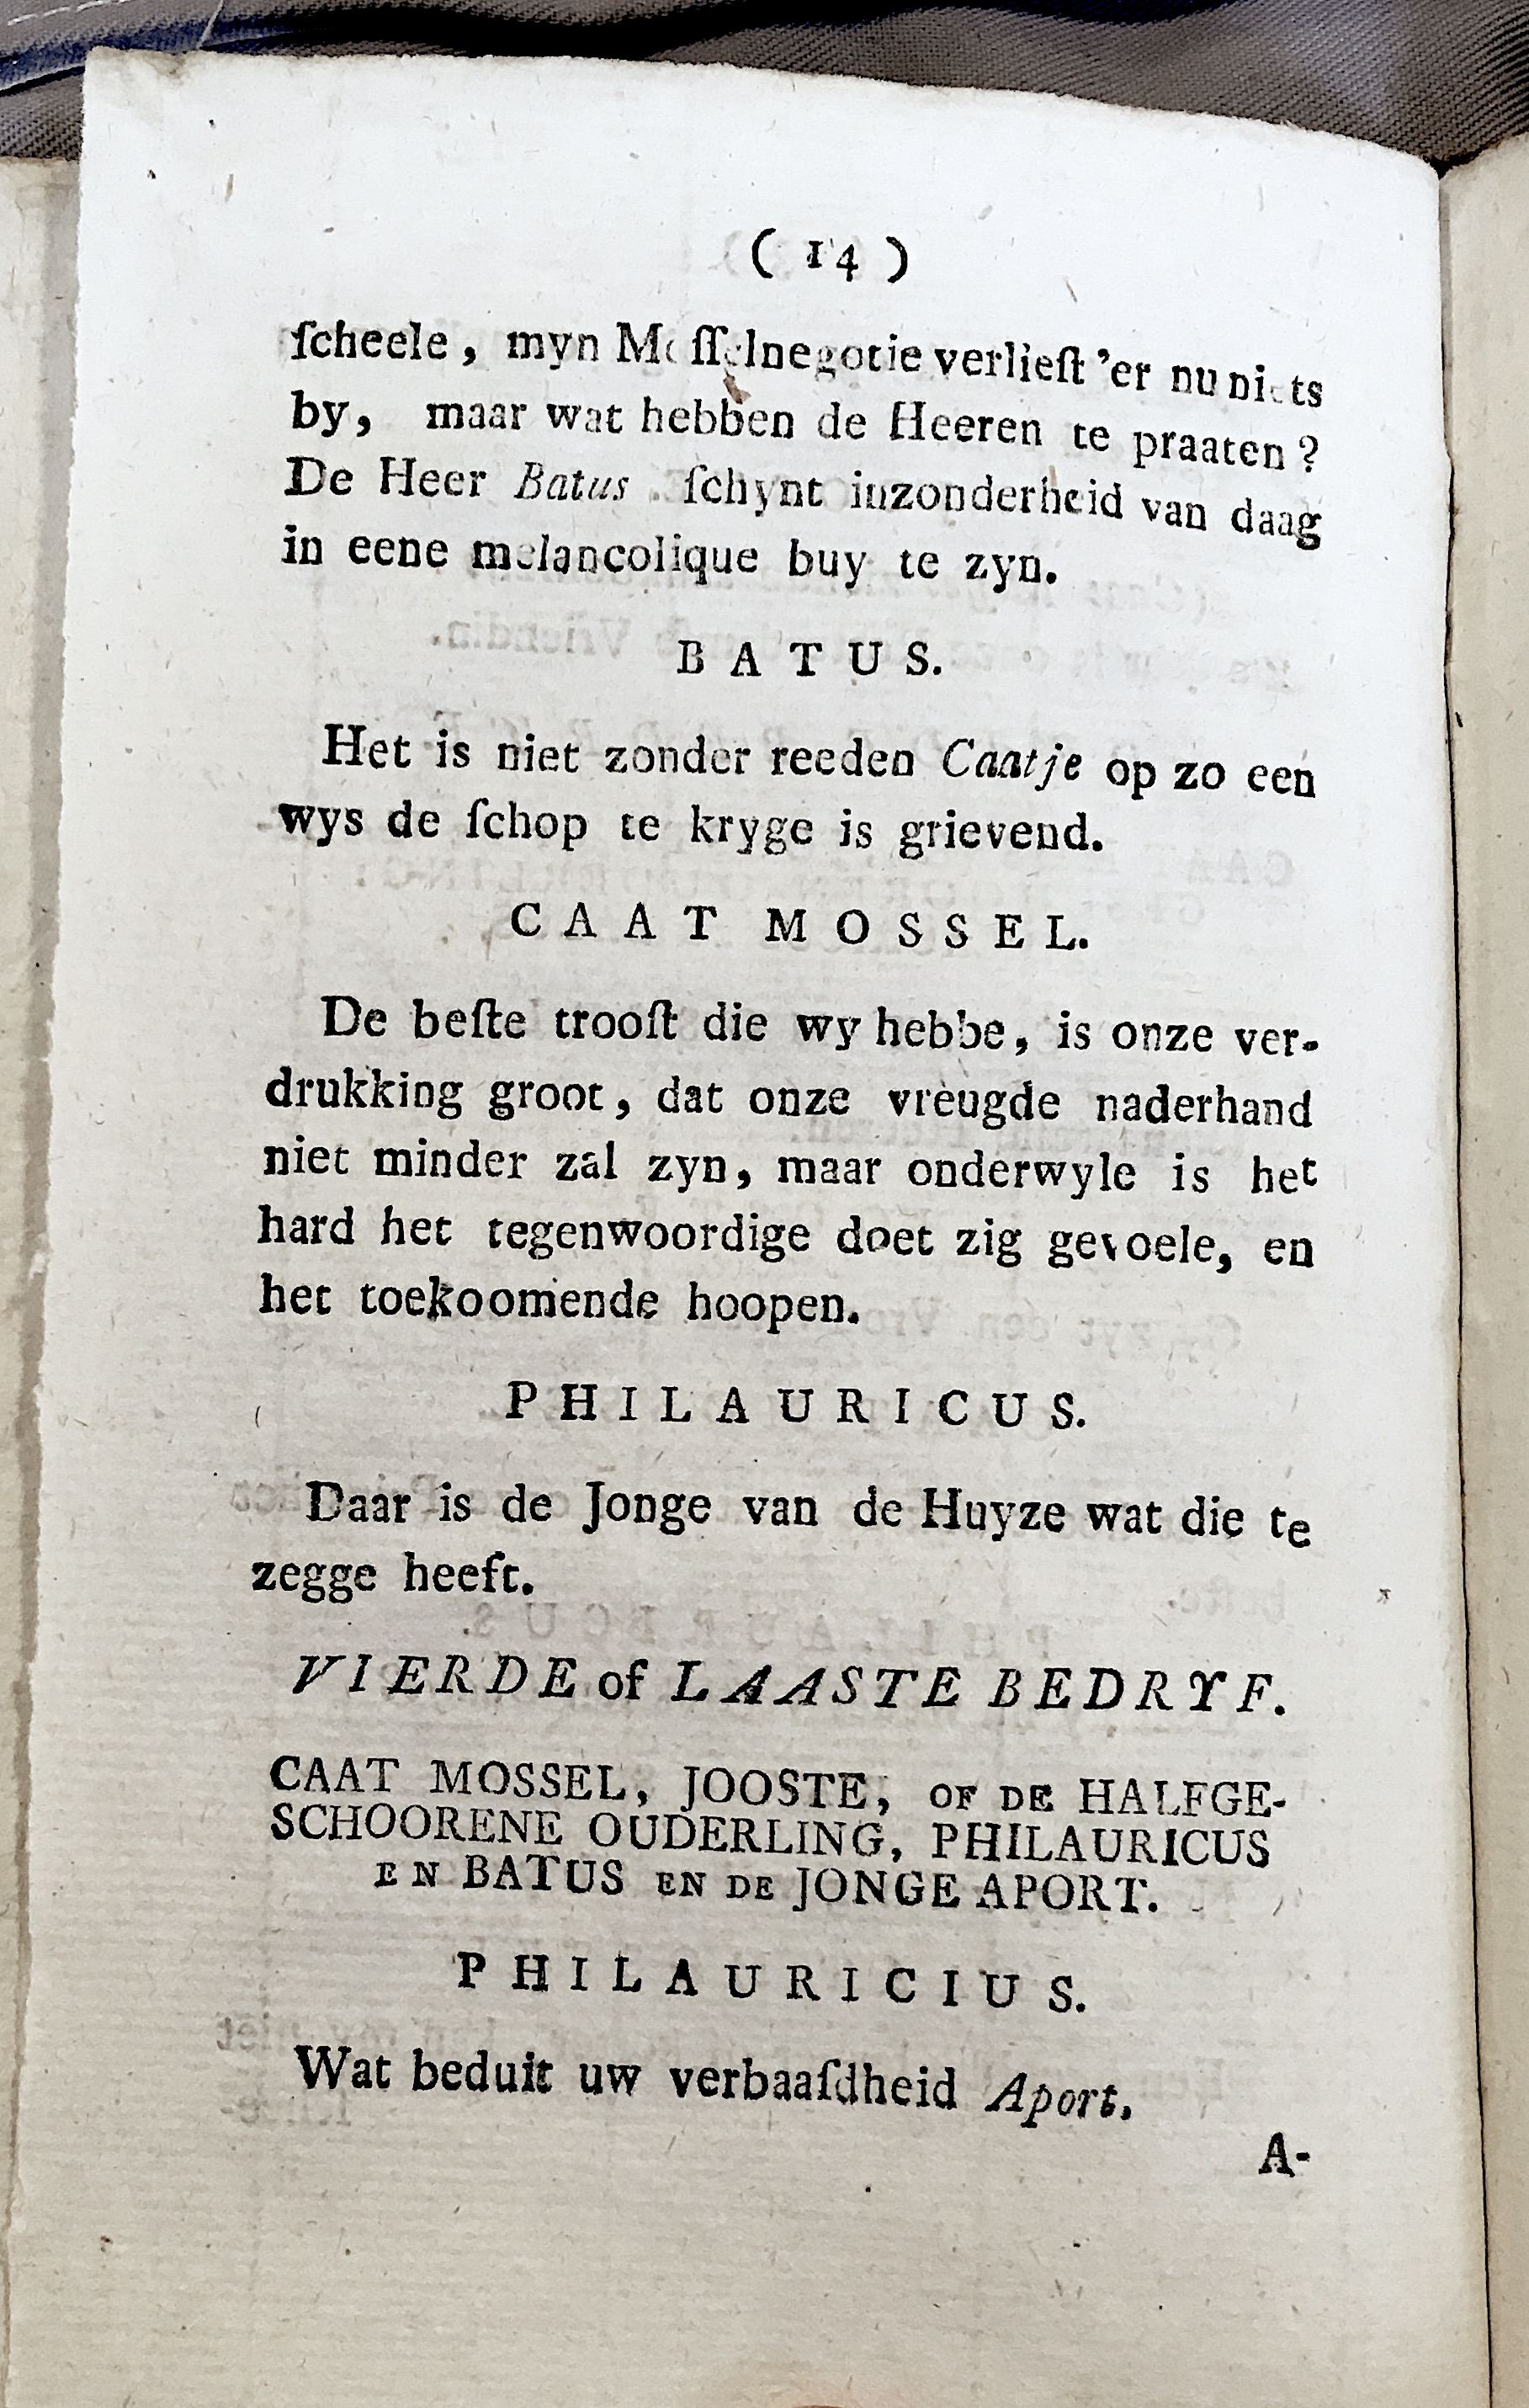 ( 14 )
ſcheele, myn Moſſelnegotie verlieſt 'er nu niets
by, maar wat hebben de Heeren te praaten?
De Heer Batus ſchynt inzonderheid van daag
in eene melancolique buy te zyn.
BATUS.
Het is niet zonder reeden Caatje op zo een
wys de ſchop te kryge is grievend.
CAAT MOSSEL.
De beſte trooſt die wy hebbe, is onze ver-
drukking groot, dat onze vreugde naderhand
niet minder zal zyn, maar onderwyle is het
hard het tegenwoordige doet zig gevoele, en
het toekoomende hoopen.
PHILAURICUS.
Daar is de Jonge van de Huyze wat die te
zegge heeft.
VIERDE of LAASTE BEDRYF.
CAAT MOSSEL, JOOSTE, OF DE HALFGE-
SCHOORENE OUDERLING, PHILAURICUS
EN BATUS EN DE JONGE APORT.
PHILAURICIUS.
Wat beduit uw verbaaſdheid Aport.
A-